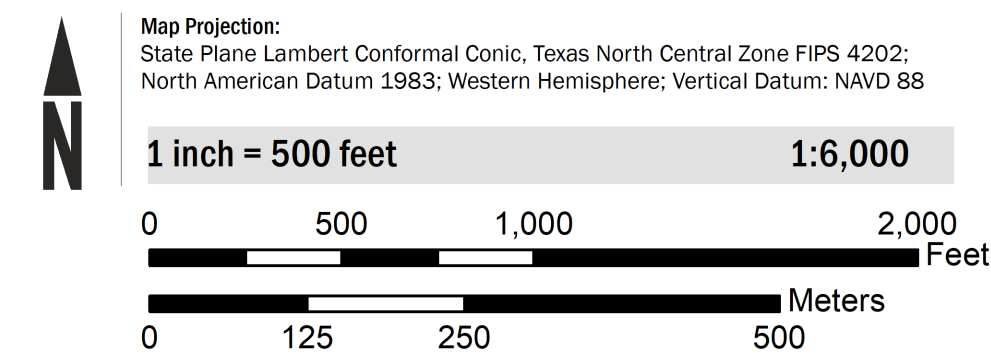 N
Map Projection:
State Plane Lambert Conformal Conic, Texas North Central Zone FIPS 4202;
North American Datum 1983; Western Hemisphere; Vertical Datum: NAVD 88
1 inch = 500 feet 1:6,000
0 500 1,000 2,000
Feet
Meters
0 125 250 500